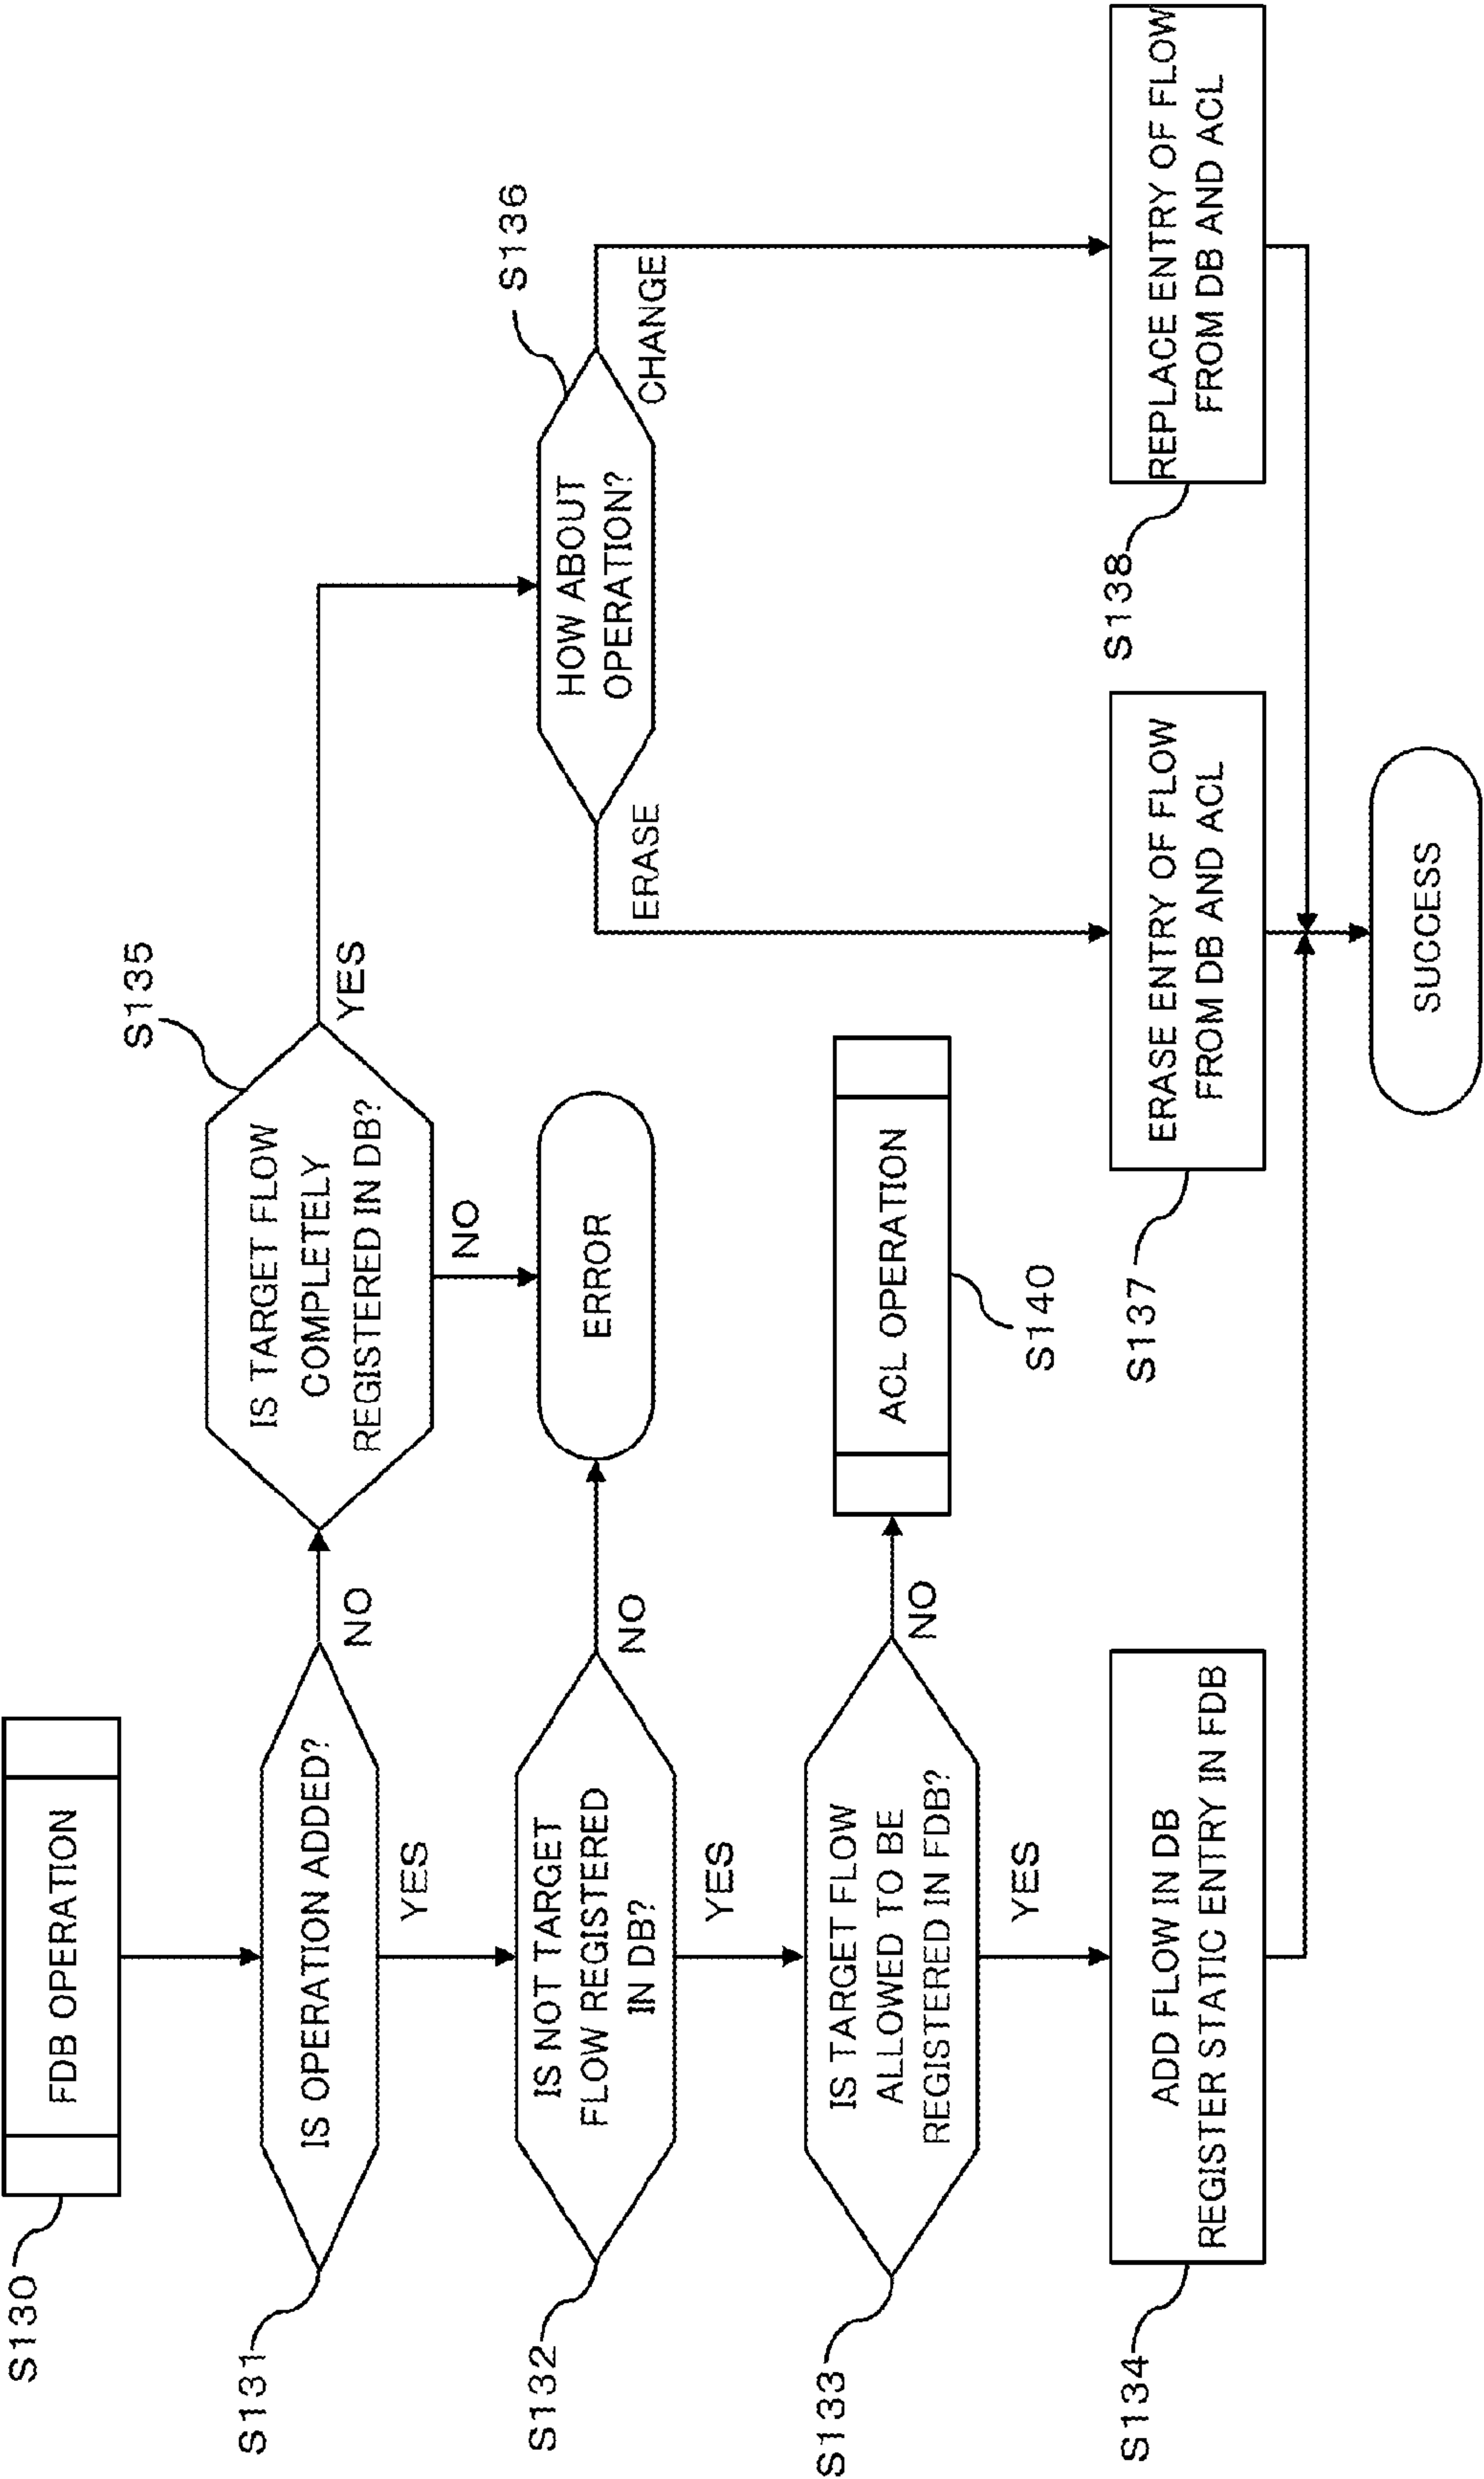 S130
FDB OPERATION
S131
IS OPERATION ADDED?
NO
YES
S135
IS TARGET FLOW
COMPLETELY
REGISTERED IN DB?
YES
NO
S132
IS NOT TARGET
FLOW REGISTERED
IN DB?
NO
YES
ERROR
S136
HOW ABOUT
OPERATION?
ERASE
CHANGE
S133
IS TARGET FLOW
ALLOWED TO BE
REGISTERED IN FDB?
NO
YES
ACL OPERATION
S140
S134
ADD FLOW IN DB
REGISTER STATIC ENTRY IN FDB
S137
ERASE ENTRY OF FLOW
FROM DB AND ACL
S138
REPLACE ENTRY OF FLOW
FROM DB AND ACL
SUCCESS